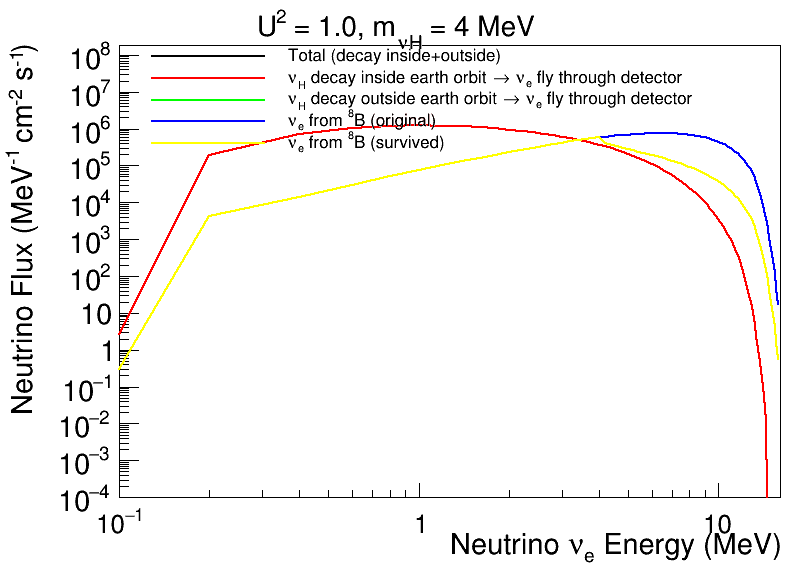 U² = 1.0, m_νH = 4 MeV
Total (decay inside+outside)
ν_H decay inside earth orbit → ν_e fly through detector
ν_H decay outside earth orbit → ν_e fly through detector
ν_e from ⁸B (original)
ν_e from ⁸B (survived)
Neutrino Flux (MeV⁻¹ cm⁻² s⁻¹)
10⁸
10⁷
10⁶
10⁵
10⁴
10³
10²
10
1
10⁻¹
10⁻²
10⁻³
10⁻⁴
10⁻¹ 1 10
Neutrino ν_e Energy (MeV)